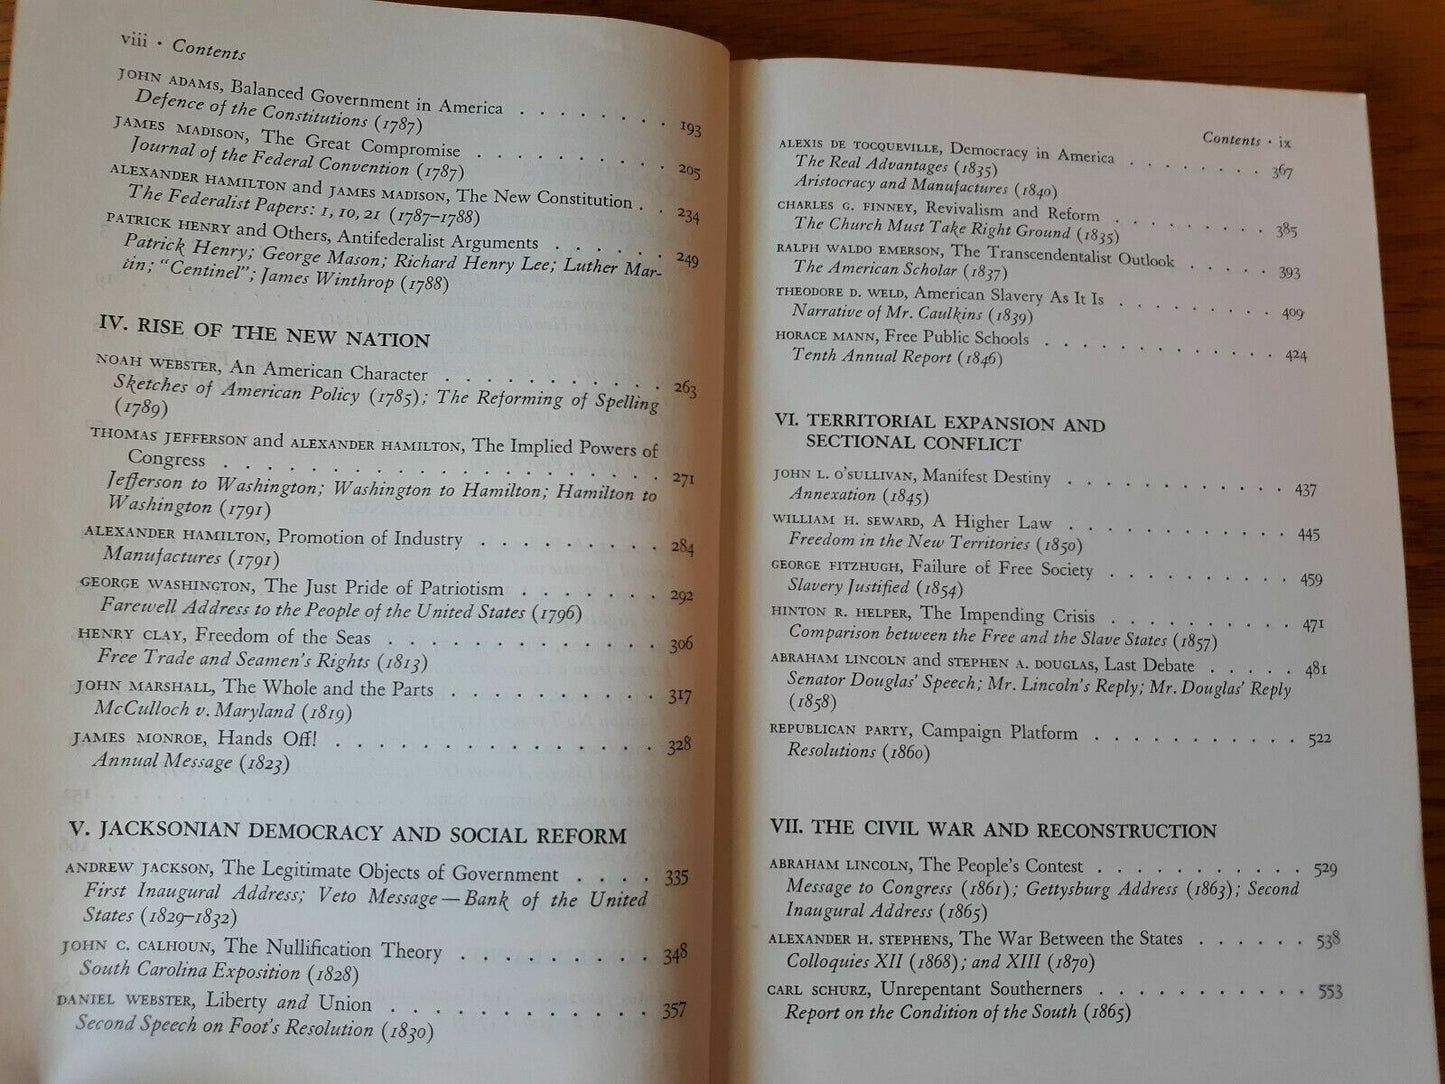 viii · Contents
JOHN ADAMS, Balanced Government in America . . . . . . . . 193
Defence of the Constitutions (1787)
JAMES MADISON, The Great Compromise . . . . . . . . . . 205
Journal of the Federal Convention (1787)
ALEXANDER HAMILTON and JAMES MADISON, The New Constitution . . 234
The Federalist Papers: 1, 10, 21 (1787–1788)
PATRICK HENRY and Others, Antifederalist Arguments . . . . . . 249
Patrick Henry; George Mason; Richard Henry Lee; Luther Mar-
tin; "Centinel"; James Winthrop (1788)
IV. RISE OF THE NEW NATION
NOAH WEBSTER, An American Character . . . . . . . . . . . 263
Sketches of American Policy (1785); The Reforming of Spelling
(1789)
THOMAS JEFFERSON and ALEXANDER HAMILTON, The Implied Powers of
Congress . . . . . . . . . . . . . . . . . . . . . . 271
Jefferson to Washington; Washington to Hamilton; Hamilton to
Washington (1791)
ALEXANDER HAMILTON, Promotion of Industry . . . . . . . . . 284
Manufactures (1791)
GEORGE WASHINGTON, The Just Pride of Patriotism . . . . . . . 292
Farewell Address to the People of the United States (1796)
HENRY CLAY, Freedom of the Seas . . . . . . . . . . . . . 306
Free Trade and Seamen's Rights (1813)
JOHN MARSHALL, The Whole and the Parts . . . . . . . . . . 317
McCulloch v. Maryland (1819)
JAMES MONROE, Hands Off! . . . . . . . . . . . . . . . . 328
Annual Message (1823)
V. JACKSONIAN DEMOCRACY AND SOCIAL REFORM
ANDREW JACKSON, The Legitimate Objects of Government . . . . 335
First Inaugural Address; Veto Message—Bank of the United
States (1829–1832)
JOHN C. CALHOUN, The Nullification Theory . . . . . . . . . . 348
South Carolina Exposition (1828)
DANIEL WEBSTER, Liberty and Union . . . . . . . . . . . . 357
Second Speech on Foot's Resolution (1830)
Contents · ix
ALEXIS DE TOCQUEVILLE, Democracy in America . . . . . . . . 367
The Real Advantages (1835)
Aristocracy and Manufactures (1840)
CHARLES G. FINNEY, Revivalism and Reform . . . . . . . . . 385
The Church Must Take Right Ground (1835)
RALPH WALDO EMERSON, The Transcendentalist Outlook . . . . . 393
The American Scholar (1837)
THEODORE D. WELD, American Slavery As It Is . . . . . . . . . 409
Narrative of Mr. Caulkins (1839)
HORACE MANN, Free Public Schools . . . . . . . . . . . . . 424
Tenth Annual Report (1846)
VI. TERRITORIAL EXPANSION AND
SECTIONAL CONFLICT
JOHN L. O'SULLIVAN, Manifest Destiny . . . . . . . . . . . . 437
Annexation (1845)
WILLIAM H. SEWARD, A Higher Law . . . . . . . . . . . . 445
Freedom in the New Territories (1850)
GEORGE FITZHUGH, Failure of Free Society . . . . . . . . . . 459
Slavery Justified (1854)
HINTON R. HELPER, The Impending Crisis . . . . . . . . . . 471
Comparison between the Free and the Slave States (1857)
ABRAHAM LINCOLN and STEPHEN A. DOUGLAS, Last Debate . . . . . 481
Senator Douglas' Speech; Mr. Lincoln's Reply; Mr. Douglas' Reply
(1858)
REPUBLICAN PARTY, Campaign Platform . . . . . . . . . . . 522
Resolutions (1860)
VII. THE CIVIL WAR AND RECONSTRUCTION
ABRAHAM LINCOLN, The People's Contest . . . . . . . . . . . 529
Message to Congress (1861); Gettysburg Address (1863); Second
Inaugural Address (1865)
ALEXANDER H. STEPHENS, The War Between the States . . . . . . 538
Colloquies XII (1868); and XIII (1870)
CARL SCHURZ, Unrepentant Southerners . . . . . . . . . . . 553
Report on the Condition of the South (1865)